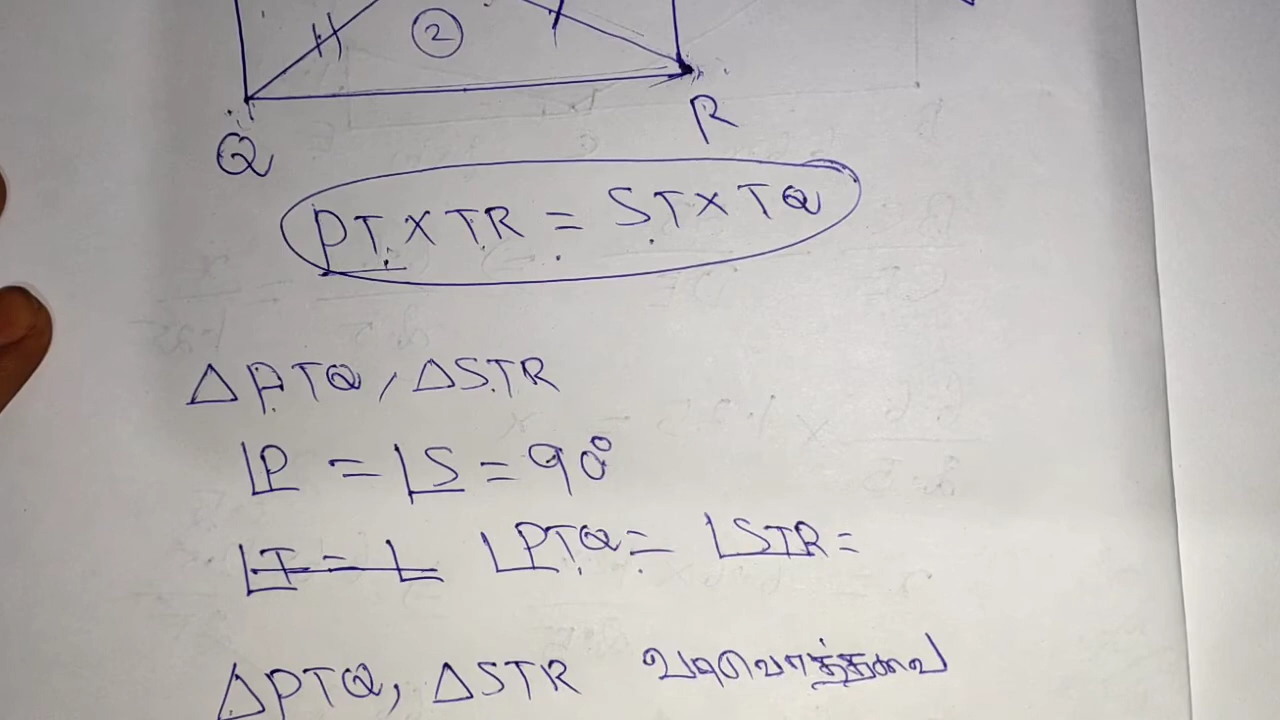 2
Q R
PT × TR = ST × TQ
△PTQ, △STR
∠P = ∠S = 90°
∠T = ∠ ∠PTQ = ∠STR =
△PTQ, △STR வடிவொத்தவை